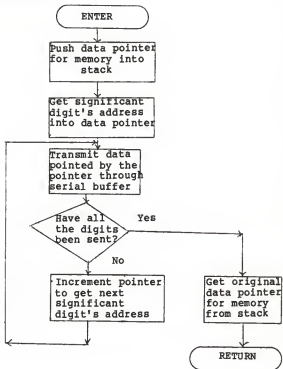 ENTER
Push data pointer
for memory into
stack
Get significant
digit's address
into data pointer
Transmit data
pointed by the
pointer through
serial buffer
Have all
the digits
been sent?
Yes
No
Increment pointer
to get next
significant
digit's address
Get original
data pointer
for memory
from stack
RETURN